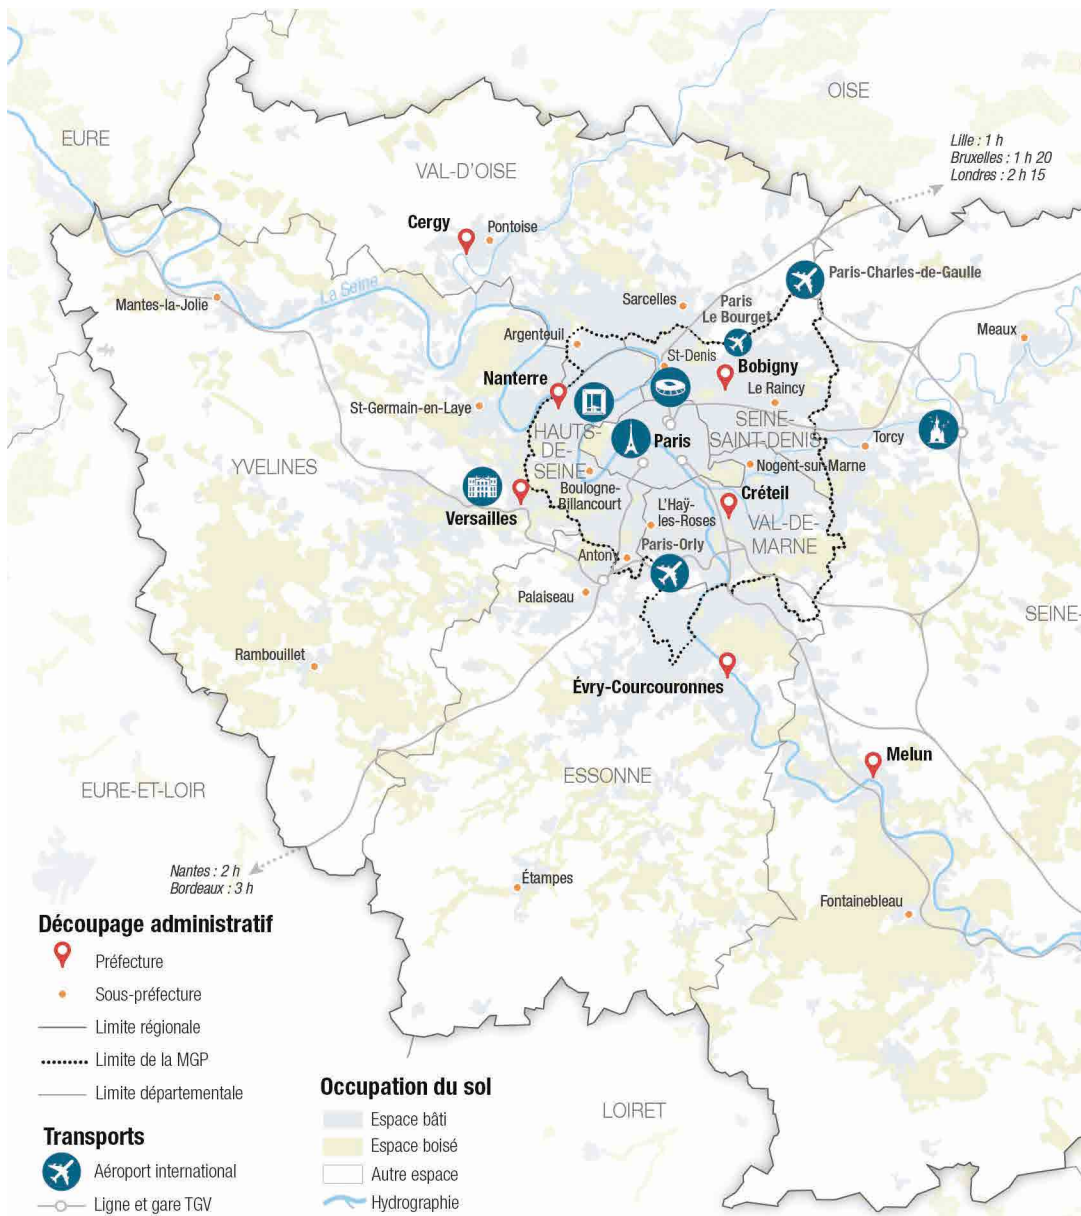 OISE
EURE
Lille : 1 h
Bruxelles : 1 h 20
Londres : 2 h 15
VAL-D'OISE
Cergy
Pontoise
Paris-Charles-de-Gaulle
La Seine
Mantes-la-Jolie
Sarcelles
Paris
Le Bourget
Argenteuil
Meaux
St-Denis
Bobigny
Nanterre
Le Raincy
St-Germain-en-Laye
HAUTS-
DE-
SEINE
Paris
SEINE-
SAINT-DENIS
Torcy
YVELINES
Nogent-sur-Marne
Boulogne-
Billancourt
Créteil
Versailles
L'Haÿ-
les-Roses
VAL-DE-
MARNE
Paris-Orly
Antony
Palaiseau
SEINE-
Rambouillet
Évry-Courcouronnes
Melun
ESSONNE
EURE-ET-LOIR
Nantes : 2 h
Bordeaux : 3 h
Étampes
Fontainebleau
Découpage administratif
Préfecture
Sous-préfecture
Limite régionale
Limite de la MGP
Limite départementale
Transports
Aéroport international
Ligne et gare TGV
Occupation du sol
Espace bâti
Espace boisé
Autre espace
Hydrographie
LOIRET